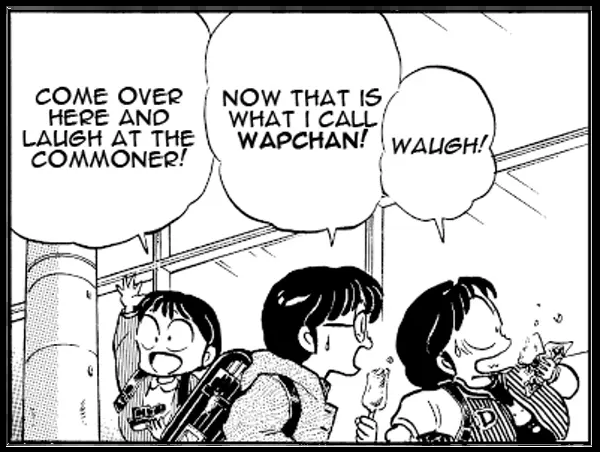 COME OVER
HERE AND
LAUGH AT THE
COMMONER!
NOW THAT IS
WHAT I CALL
WAPCHAN!
WAUGH!
D